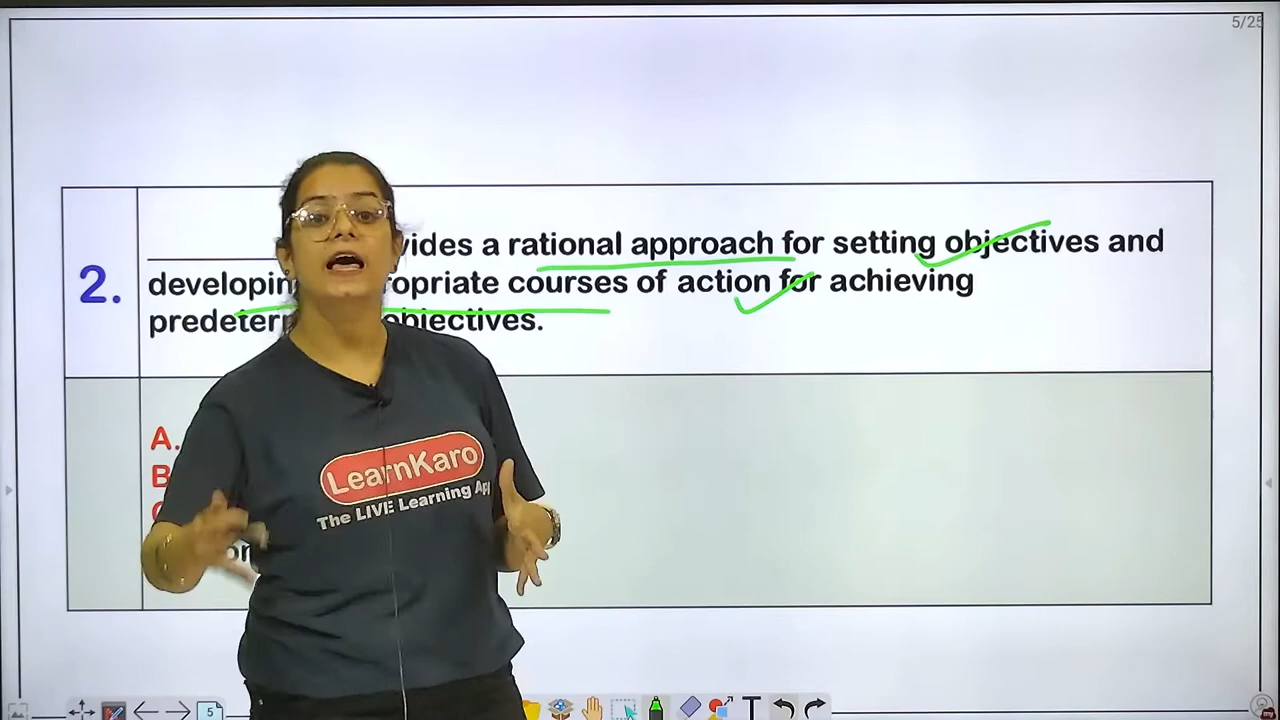 5/25
2.
vides a rational approach for setting objectives and
developin ropriate courses of action for achieving
predeter objectives.
A.
B
LearnKaro
The LIVE Learning App
5
T